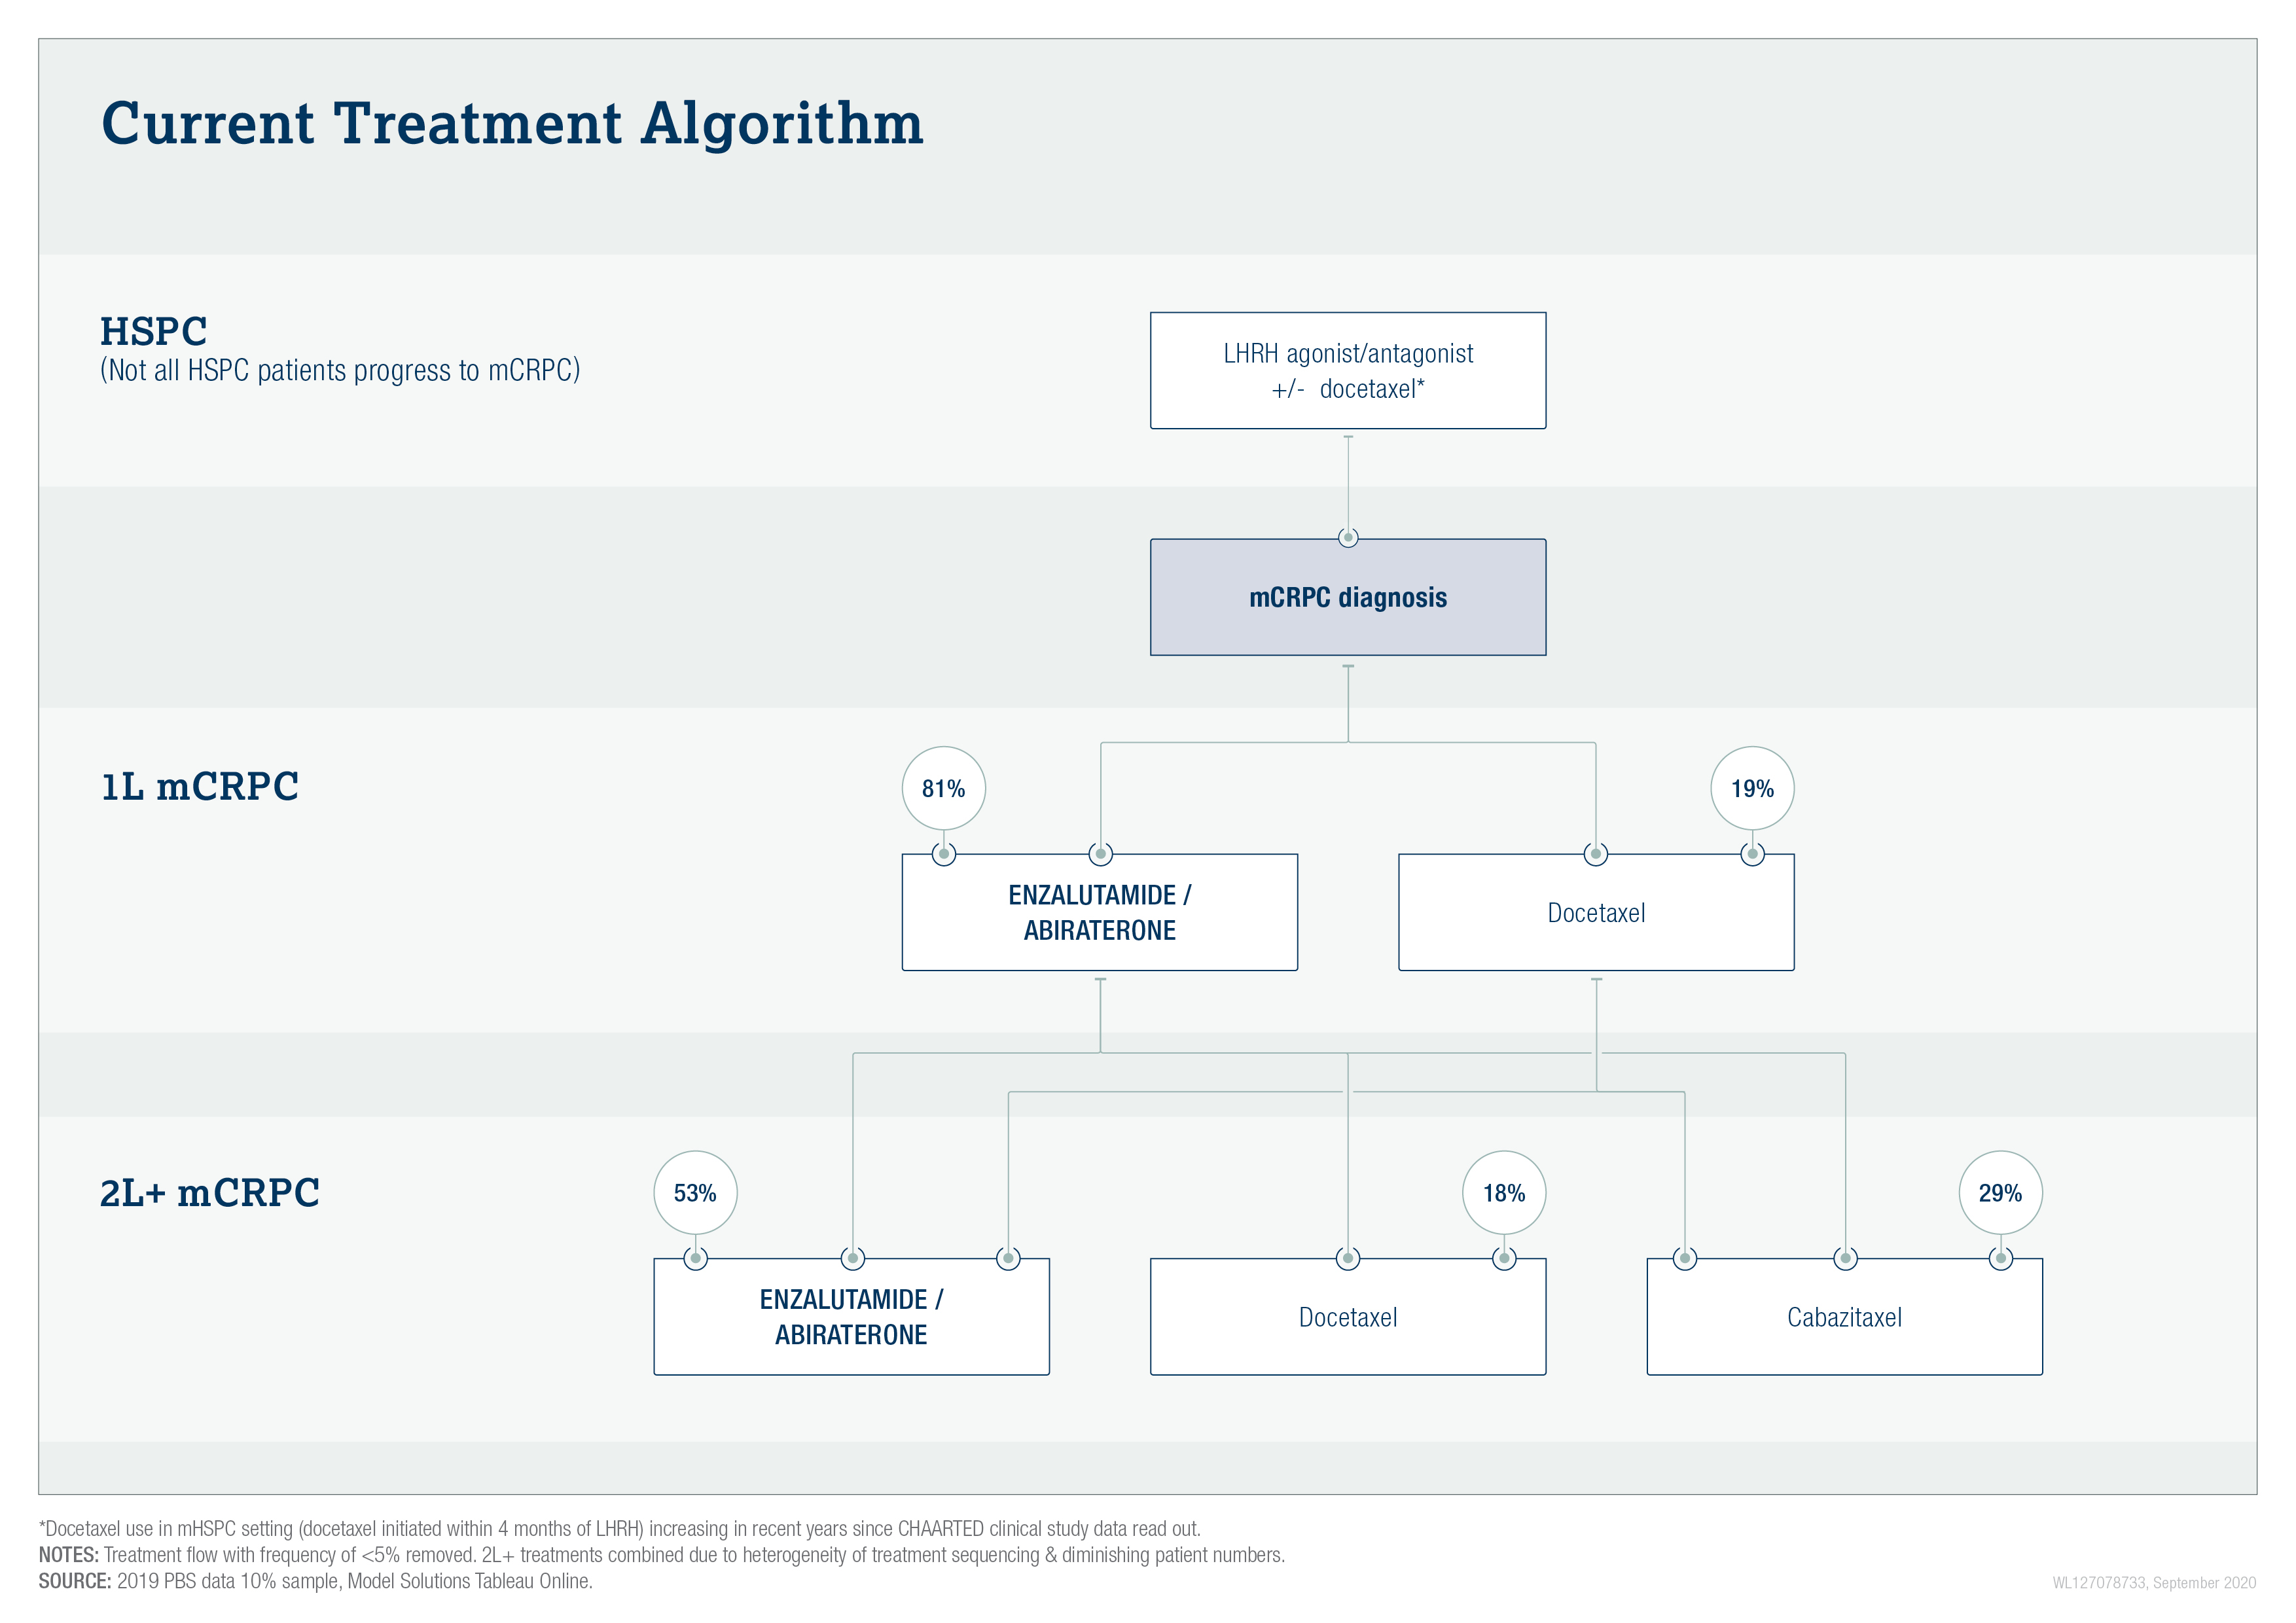 Current Treatment Algorithm
HSPC
(Not all HSPC patients progress to mCRPC)
LHRH agonist/antagonist
+/- docetaxel*
mCRPC diagnosis
1L mCRPC
81%
19%
ENZALUTAMIDE /
ABIRATERONE
Docetaxel
2L+ mCRPC
53%
18%
29%
ENZALUTAMIDE /
ABIRATERONE
Docetaxel
Cabazitaxel
*Docetaxel use in mHSPC setting (docetaxel initiated within 4 months of LHRH) increasing in recent years since CHAARTED clinical study data read out.
NOTES: Treatment flow with frequency of <5% removed. 2L+ treatments combined due to heterogeneity of treatment sequencing & diminishing patient numbers.
SOURCE: 2019 PBS data 10% sample, Model Solutions Tableau Online.
WL127078733, September 2020